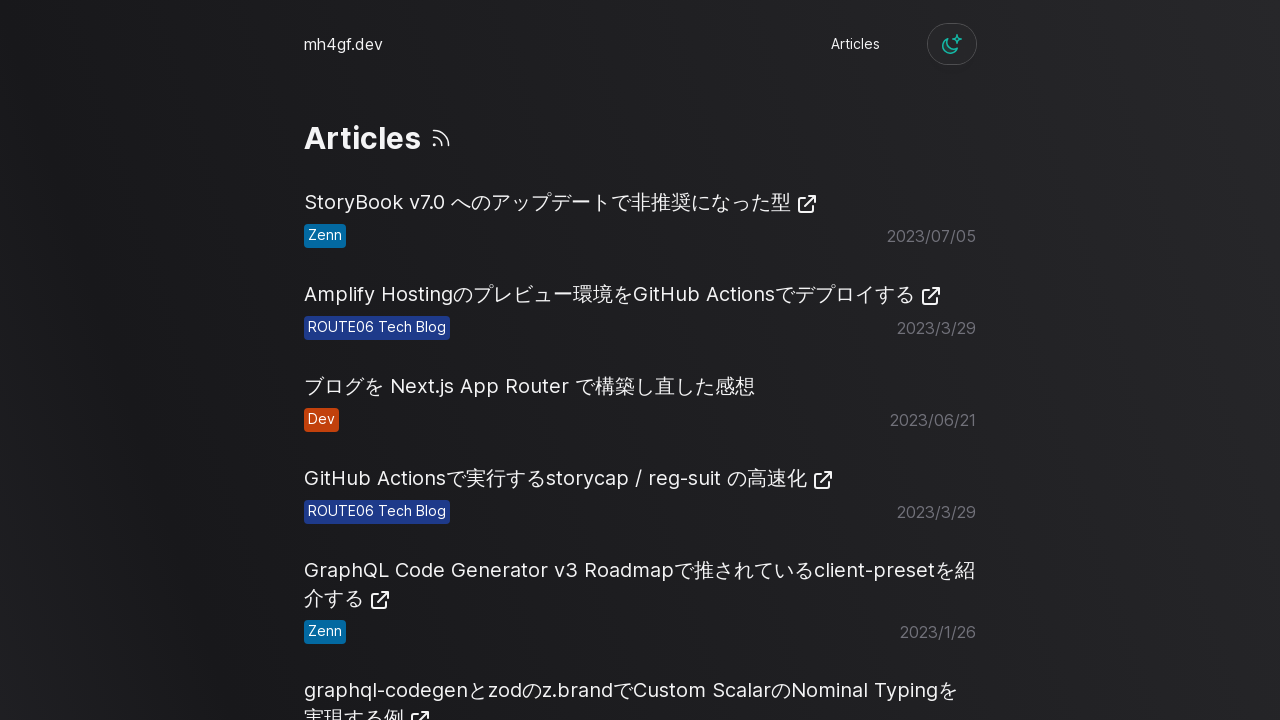 mh4gf.dev
Articles
Articles
StoryBook v7.0 へのアップデートで非推奨になった型
Zenn
2023/07/05
Amplify Hostingのプレビュー環境をGitHub Actionsでデプロイする
ROUTE06 Tech Blog
2023/3/29
ブログを Next.js App Router で構築し直した感想
Dev
2023/06/21
GitHub Actionsで実行するstorycap / reg-suit の高速化
ROUTE06 Tech Blog
2023/3/29
GraphQL Code Generator v3 Roadmapで推されているclient-presetを紹
介する
Zenn
2023/1/26
graphql-codegenとzodのz.brandでCustom ScalarのNominal Typingを
実現する例